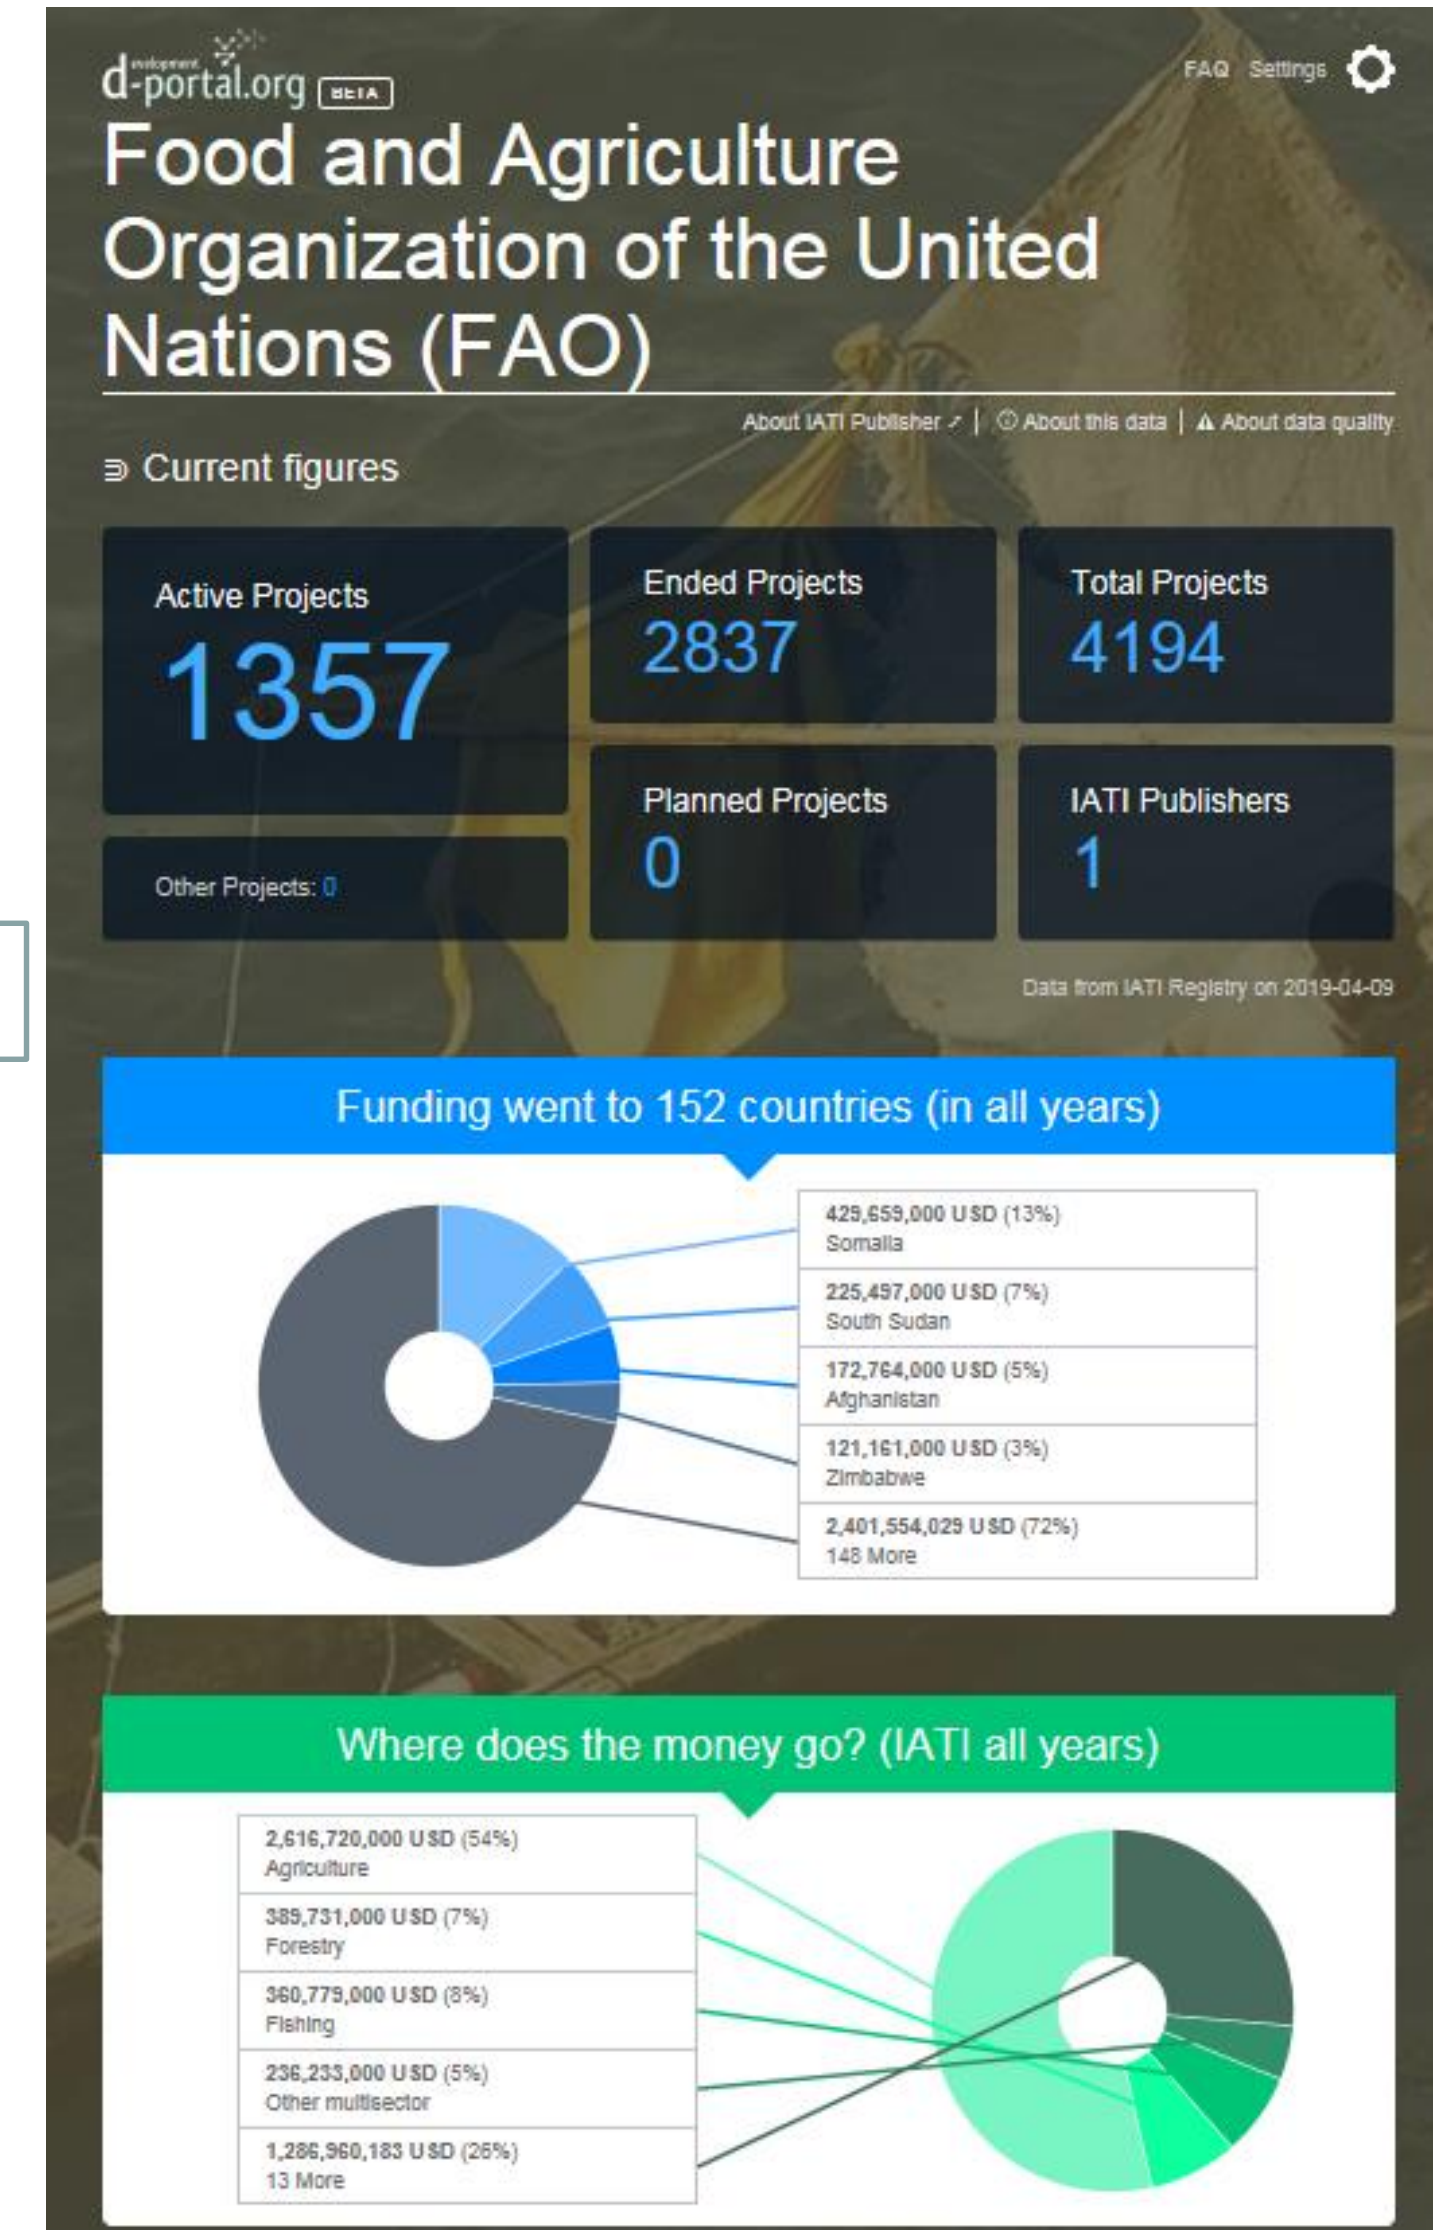 development
d-portal.org BETA
FAQ Settings
Food and Agriculture
Organization of the United
Nations (FAO)
About IATI Publisher | About this data | About data quality
Current figures
Active Projects
1357
Ended Projects
2837
Total Projects
4194
Other Projects: 0
Planned Projects
0
IATI Publishers
1
Data from IATI Registry on 2019-04-09
Funding went to 152 countries (in all years)
429,659,000 USD (13%)
Somalia
225,497,000 USD (7%)
South Sudan
172,764,000 USD (5%)
Afghanistan
121,161,000 USD (3%)
Zimbabwe
2,401,554,029 USD (72%)
148 More
Where does the money go? (IATI all years)
2,616,720,000 USD (54%)
Agriculture
389,731,000 USD (7%)
Forestry
360,779,000 USD (8%)
Fishing
236,233,000 USD (5%)
Other multisector
1,286,960,183 USD (26%)
13 More